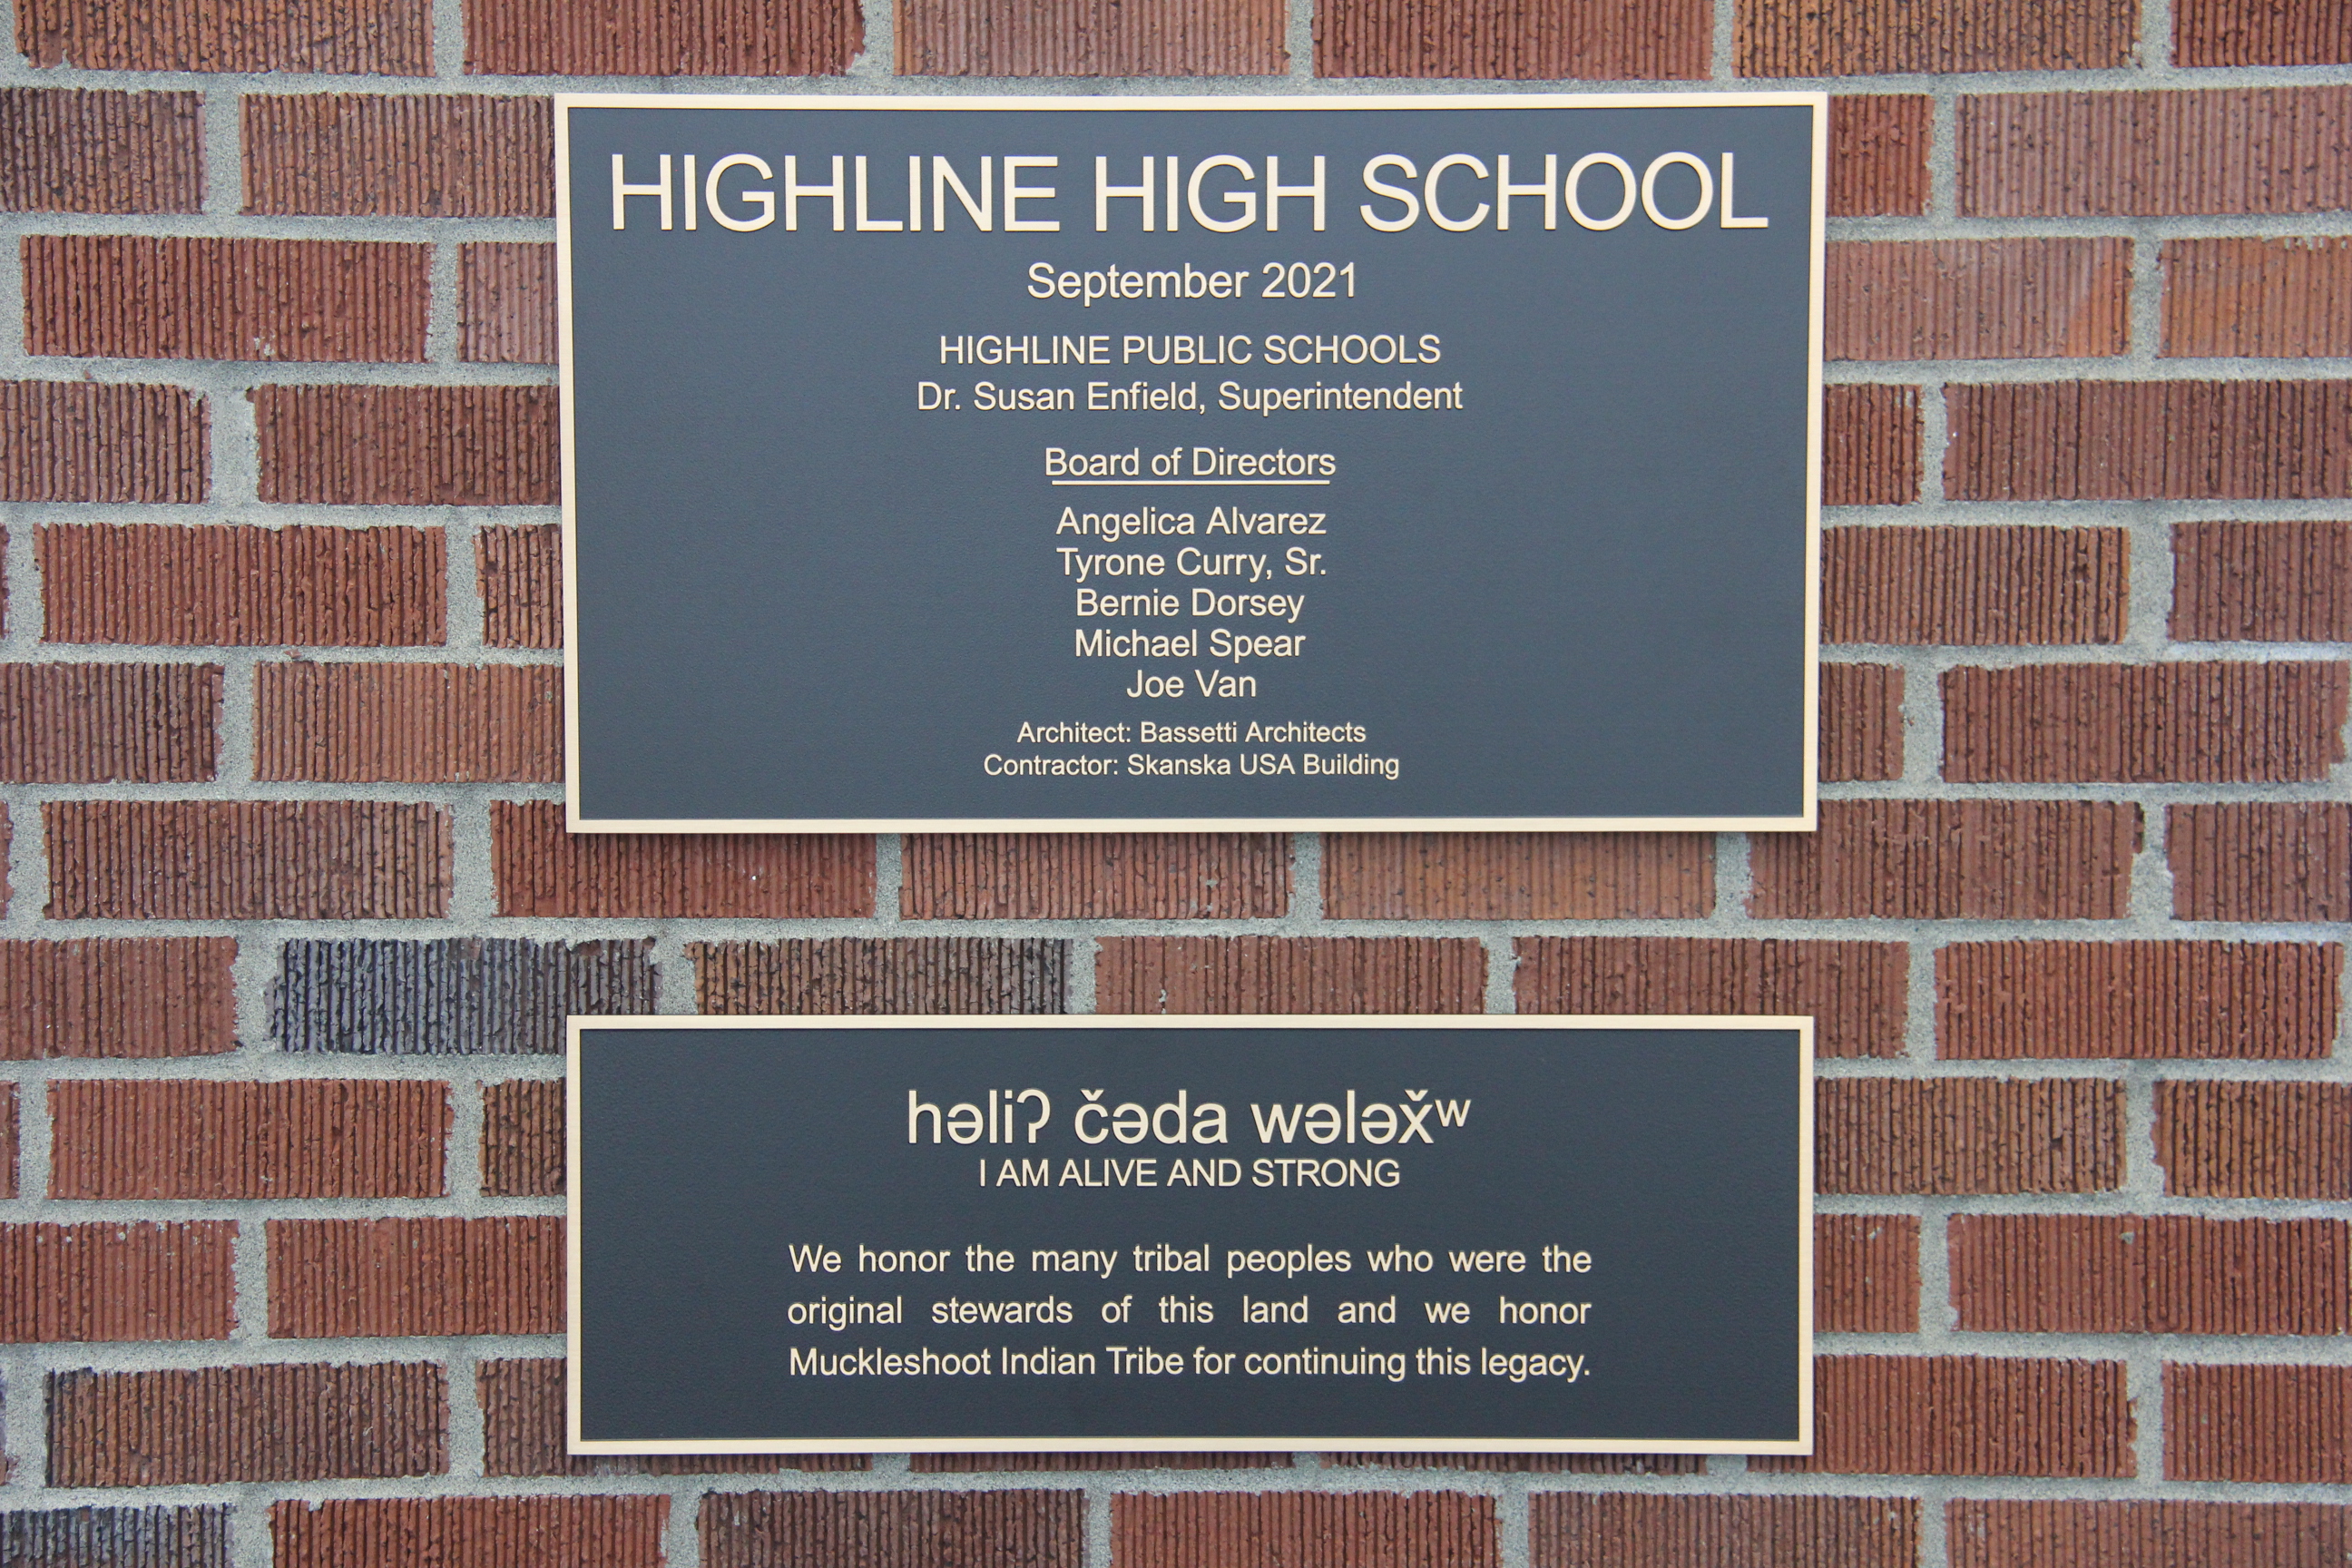 HIGHLINE HIGH SCHOOL
September 2021
HIGHLINE PUBLIC SCHOOLS
Dr. Susan Enfield, Superintendent
Board of Directors
Angelica Alvarez
Tyrone Curry, Sr.
Bernie Dorsey
Michael Spear
Joe Van
Architect: Bassetti Architects
Contractor: Skanska USA Building
həliʔ čəda wələx̌ʷ
I AM ALIVE AND STRONG
We honor the many tribal peoples who were the
original stewards of this land and we honor
Muckleshoot Indian Tribe for continuing this legacy.